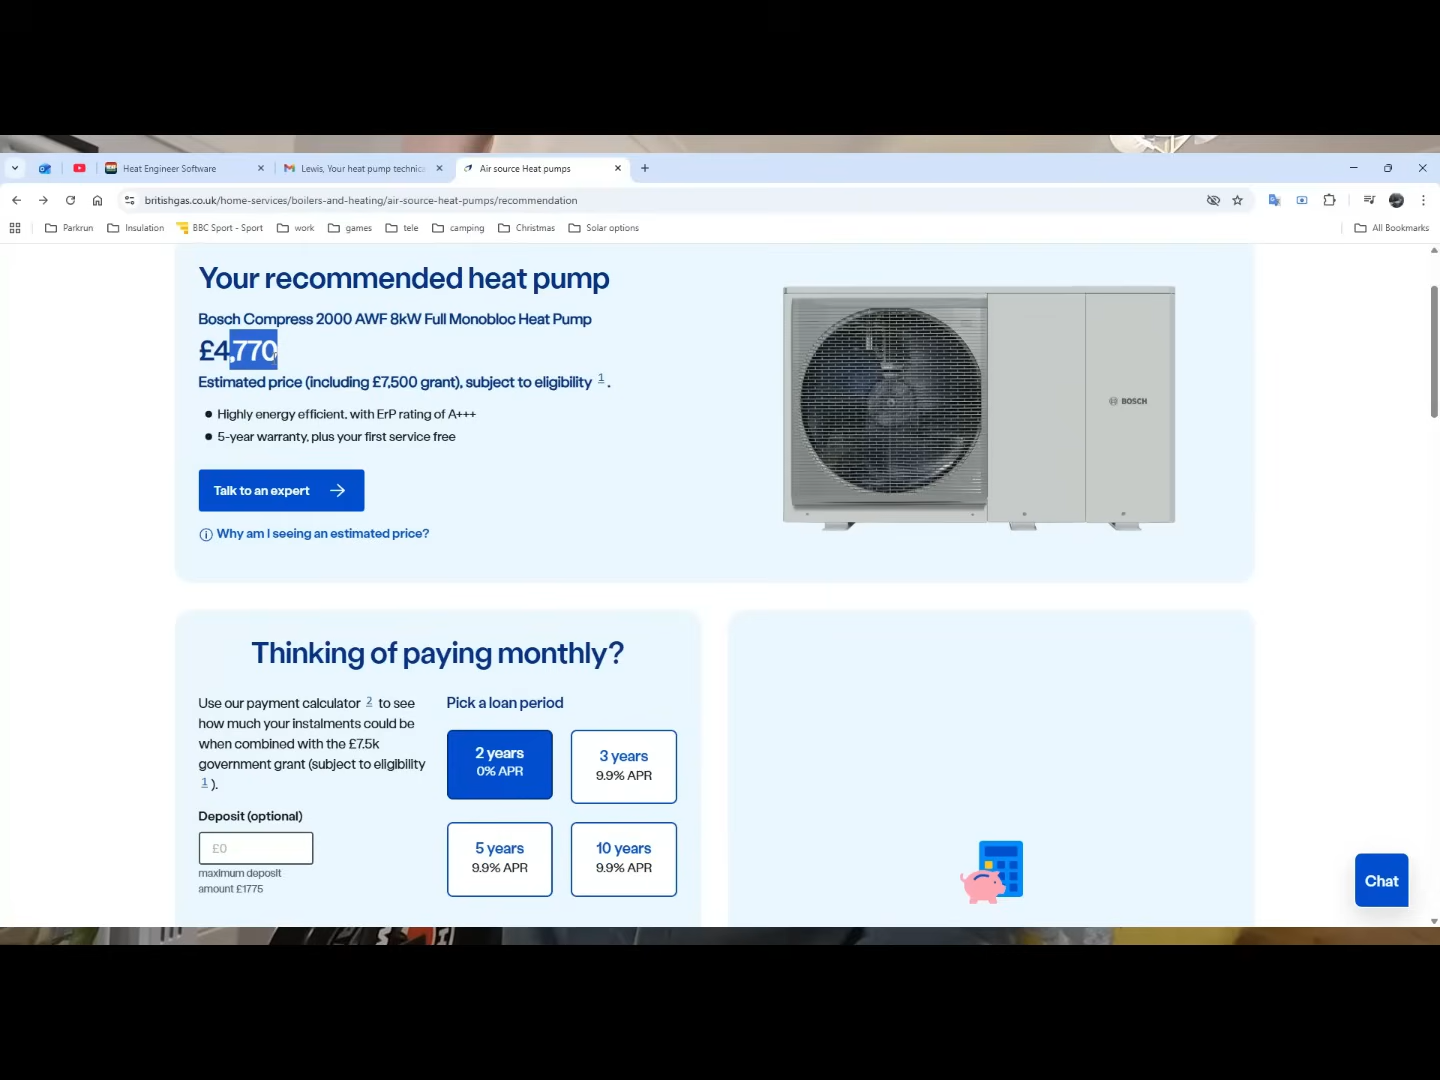 Heat Engineer Software
Lewis, Your heat pump technica
Air source Heat pumps
britishgas.co.uk/home-services/boilers-and-heating/air-source-heat-pumps/recommendation
Parkrun
Insulation
BBC Sport - Sport
work
games
tele
camping
Christmas
Solar options
All Bookmarks
Your recommended heat pump
Bosch Compress 2000 AWF 8kW Full Monobloc Heat Pump
£4,770
Estimated price (including £7,500 grant), subject to eligibility 1 .
● Highly energy efficient, with ErP rating of A+++
● 5-year warranty, plus your first service free
Talk to an expert
Why am I seeing an estimated price?
BOSCH
Thinking of paying monthly?
Use our payment calculator 2 to see
how much your instalments could be
when combined with the £7.5k
government grant (subject to eligibility
1 ).
Deposit (optional)
£0
maximum deposit
amount £1775
Pick a loan period
2 years
0% APR
3 years
9.9% APR
5 years
9.9% APR
10 years
9.9% APR
Chat